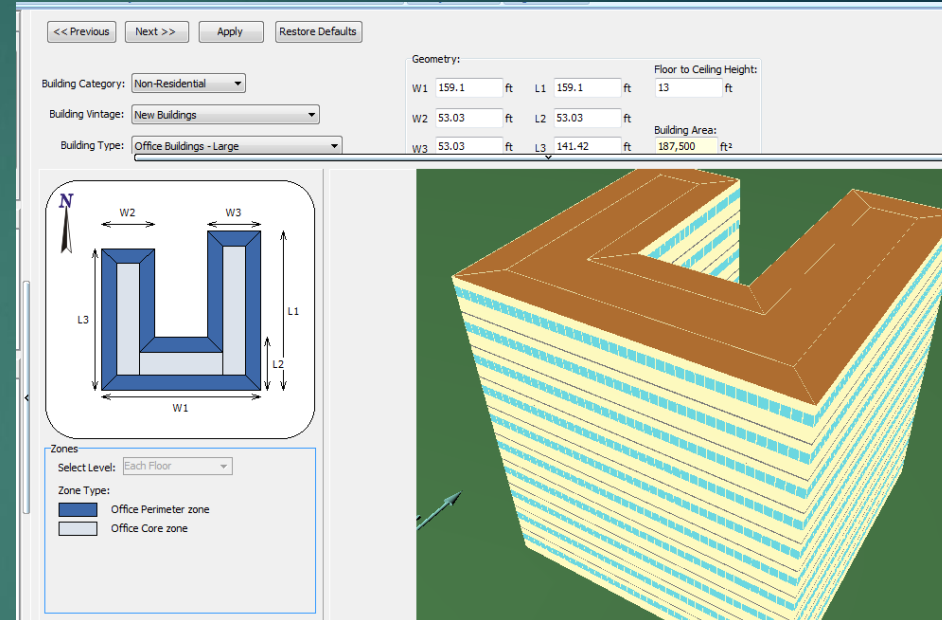 << Previous Next >> Apply Restore Defaults
Geometry:
Floor to Ceiling Height:
Building Category: Non-Residential W1 159.1 ft L1 159.1 ft 13 ft
Building Vintage: New Buildings W2 53.03 ft L2 53.03 ft
Building Area:
Building Type: Office Buildings - Large W3 53.03 ft L3 141.42 ft 187,500 ft²
N
W2 W3
L3 L1
L2
W1
Zones
Select Level: Each Floor
Zone Type:
Office Perimeter zone
Office Core zone